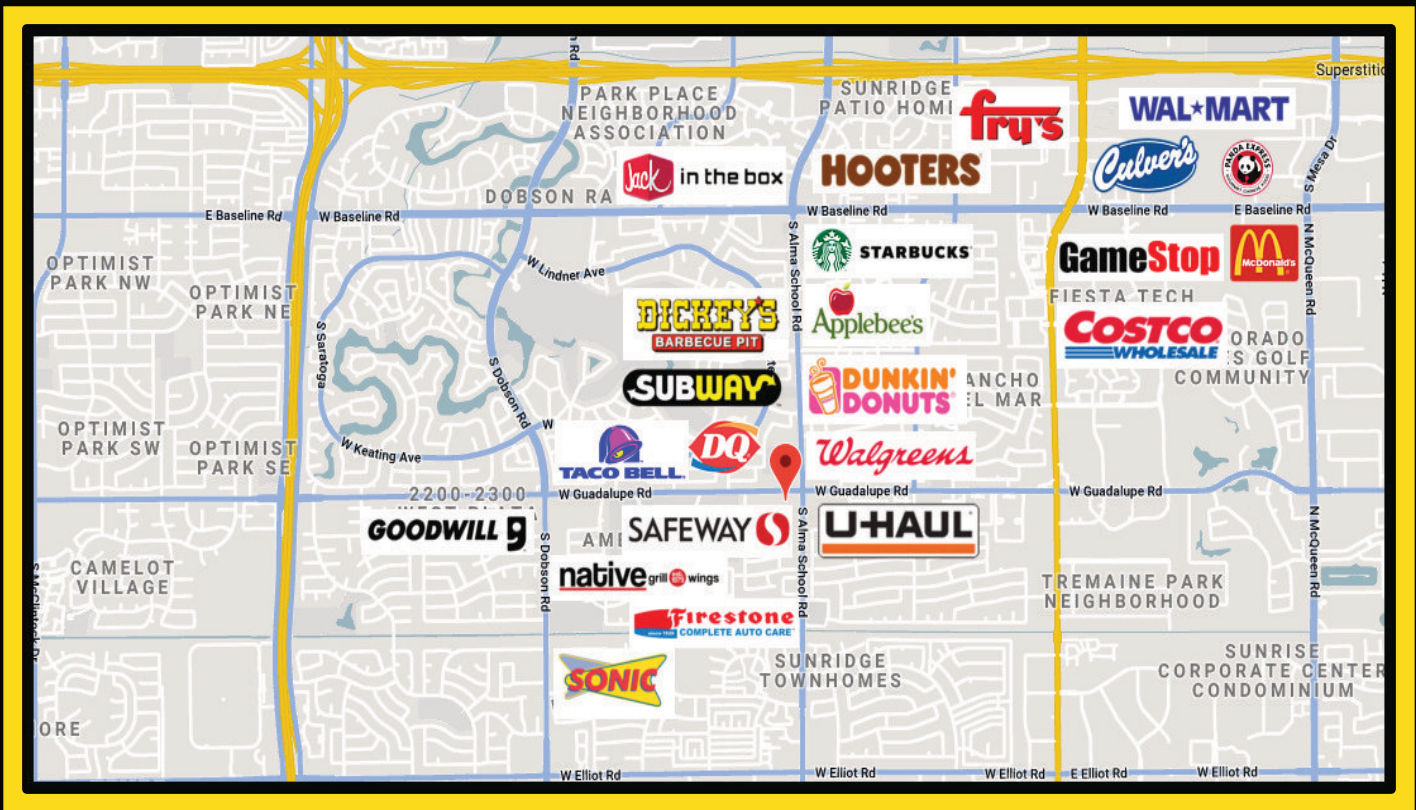 Superstitio
n Rd
PARK PLACE
NEIGHBORHOOD
ASSOCIATION
SUNRIDGE
PATIO HOMI
fry's
WAL★MART
S Mesa Dr
Jack in the box
HOOTERS
Culver's
PANDA EXPRESS
DOBSON RA
E Baseline Rd
W Baseline Rd
W Baseline Rd
W Baseline Rd
E Baseline Rd
S Alma School Rd
N McQueen Rd
STARBUCKS
GameStop
McDonald's
OPTIMIST
PARK NW
W Lindner Ave
OPTIMIST
PARK NE
FIESTA TECH
DICKEY'S
BARBECUE PIT
Applebee's
COSTCO
WHOLESALE
ORADO
ES GOLF
COMMUNITY
S Saratoga
S Dobson Rd
SUBWAY
DUNKIN'
DONUTS
ANCHO
EL MAR
OPTIMIST
PARK SW
OPTIMIST
PARK SE
W Keating Ave
W
TACO BELL
DQ
Walgreens
2200-2300
WEST PLATA
W Guadalupe Rd
W Guadalupe Rd
W Guadalupe Rd
GOODWILL g
AME
SAFEWAY
S Alma School Rd
U-HAUL
N McQueen Rd
S Dobson Rd
CAMELOT
VILLAGE
S McClintock Dr
native grill wings
TREMAINE PARK
NEIGHBORHOOD
Firestone
COMPLETE AUTO CARE
SONIC
SUNRIDGE
TOWNHOMES
SUNRISE
CORPORATE CENTER
CONDOMINIUM
ORE
W Elliot Rd
W Elliot Rd
W Elliot Rd
E Elliot Rd
W Elliot Rd